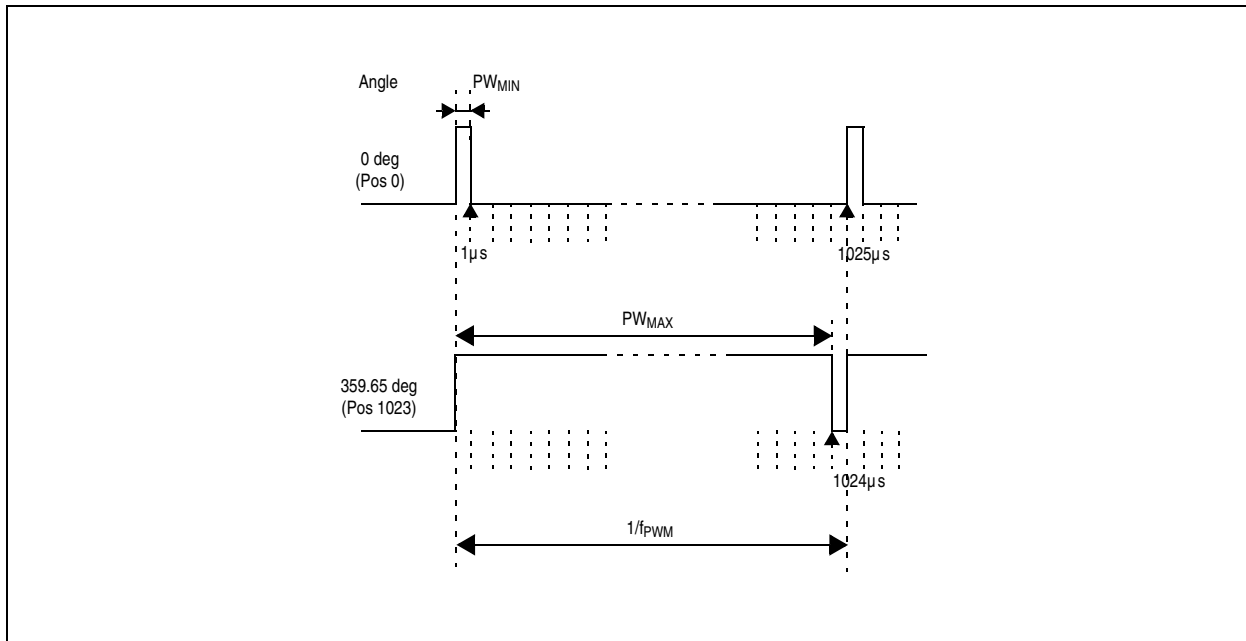 Angle
PWMIN
0 deg
(Pos 0)
1µs
1025µs
PWMAX
359.65 deg
(Pos 1023)
1024µs
1/fPWM